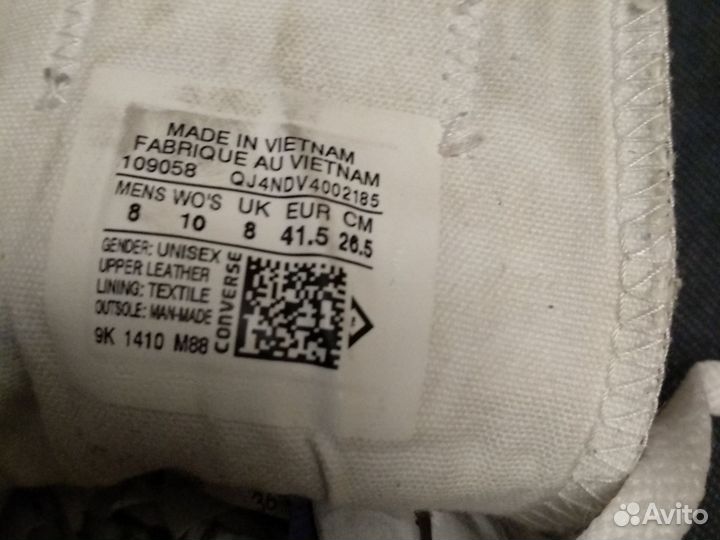 MADE IN VIETNAM
FABRIQUE AU VIETNAM
109058 QJ4NDV4002185
MENS WO'S UK EUR CM
8 10 8 41.5 26.5
GENDER: UNISEX
UPPER LEATHER
LINING: TEXTILE
OUTSOLE: MAN-MADE
9K 1410 M88
CONVERSE
Avito